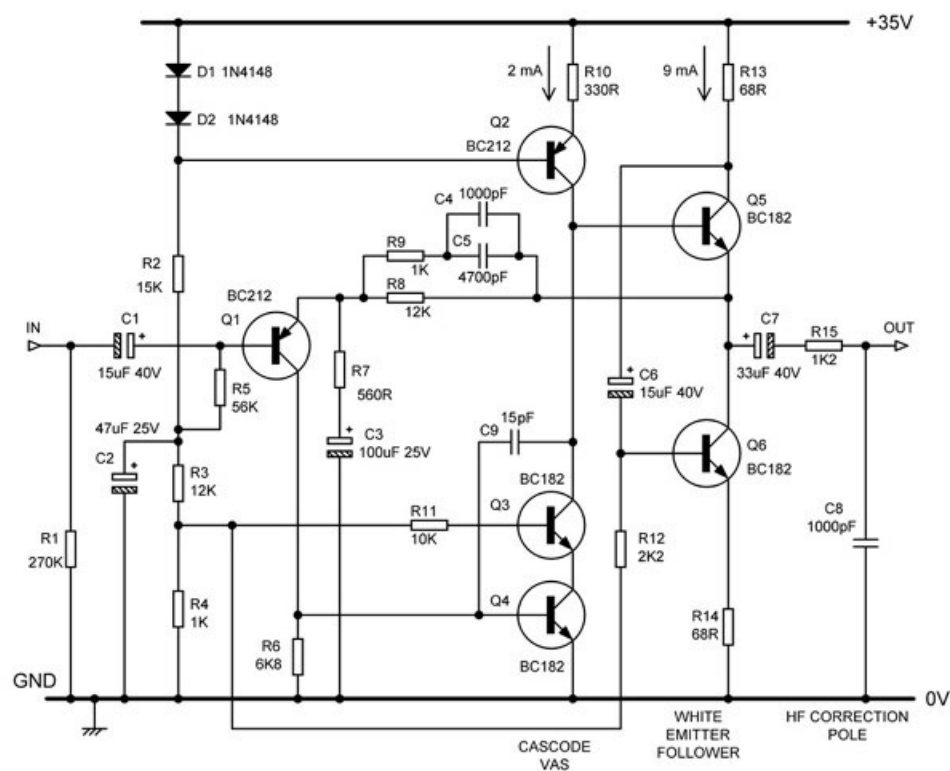 +35V
D1 1N4148
D2 1N4148
2 mA
R10
330R
9 mA
R13
68R
Q2
BC212
C4
1000pF
C5
4700pF
R9
1K
R8
12K
Q5
BC182
R2
15K
BC212
Q1
IN
C1
+
15uF 40V
R5
56K
R7
560R
+
C7
33uF 40V
R15
1K2
OUT
+
C6
15uF 40V
47uF 25V
C2
+
R3
12K
+
C3
100uF 25V
15pF
C9
Q6
BC182
BC182
Q3
R11
10K
R12
2K2
C8
1000pF
R1
270K
R4
1K
Q4
BC182
R6
6K8
R14
68R
GND
0V
CASCODE
VAS
WHITE
EMITTER
FOLLOWER
HF CORRECTION
POLE